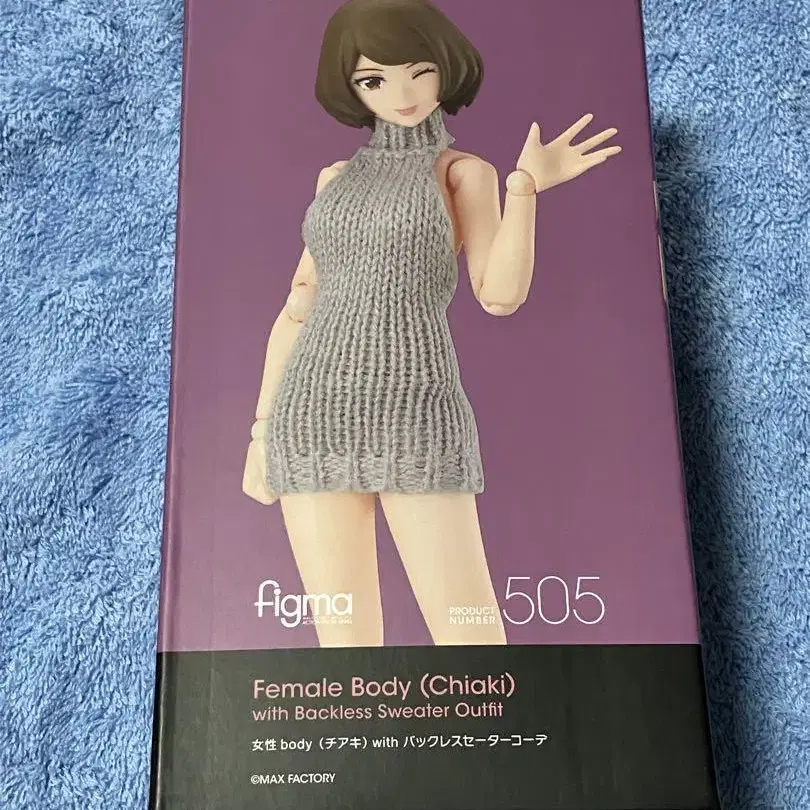 figma
PRODUCT
NUMBER
505
Female Body (Chiaki)
with Backless Sweater Outfit
女性 body（チアキ）with バックレスセーターコーデ
©MAX FACTORY